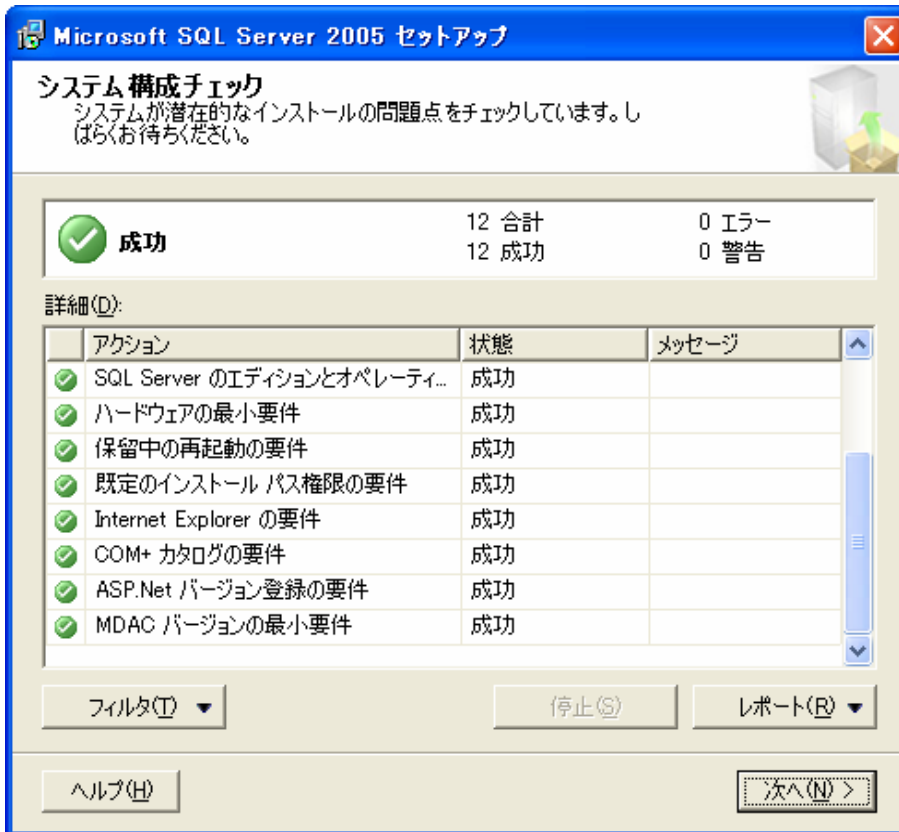 Microsoft SQL Server 2005 セットアップ
システム構成チェック
システムが潜在的なインストールの問題点をチェックしています。し
ばらくお待ちください。
成功 12 合計 0 エラー
12 成功 0 警告
詳細(D):
アクション 状態 メッセージ
SQL Server のエディションとオペレーティ... 成功
ハードウェアの最小要件 成功
保留中の再起動の要件 成功
既定のインストール パス権限の要件 成功
Internet Explorer の要件 成功
COM+ カタログの要件 成功
ASP.Net バージョン登録の要件 成功
MDAC バージョンの最小要件 成功
フィルタ(T) 停止(S) レポート(R)
ヘルプ(H) 次へ(N) >